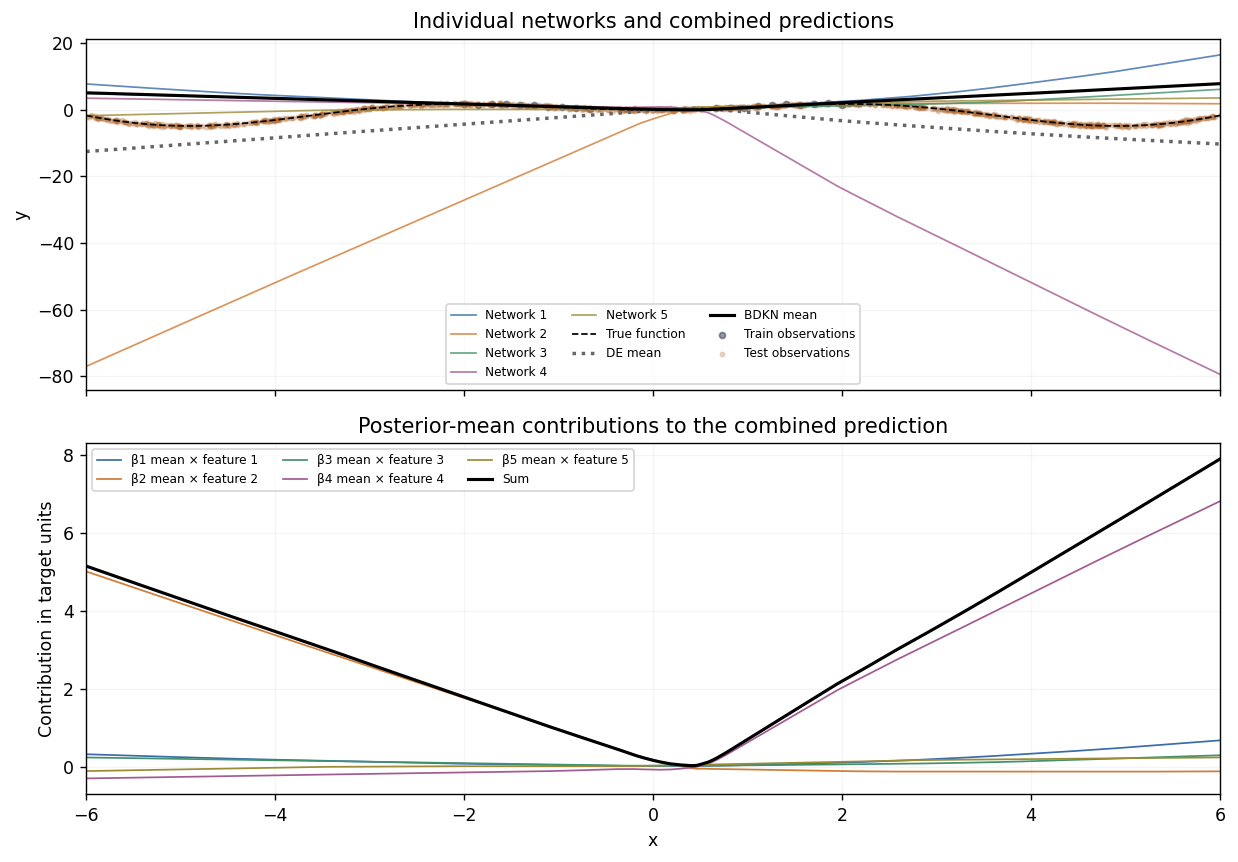 Individual networks and combined predictions
20
0
−20
−40
−60
−80
y
Network 1
Network 2
Network 3
Network 4
Network 5
True function
DE mean
BDKN mean
Train observations
Test observations
Posterior-mean contributions to the combined prediction
8
6
4
2
0
Contribution in target units
β1 mean × feature 1
β2 mean × feature 2
β3 mean × feature 3
β4 mean × feature 4
β5 mean × feature 5
Sum
−6
−4
−2
0
2
4
6
x